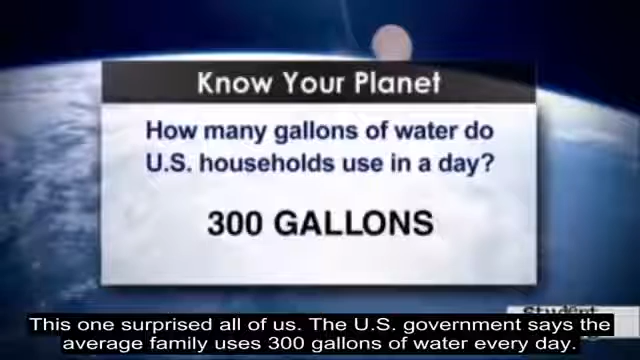 Know Your Planet
How many gallons of water do
U.S. households use in a day?
300 GALLONS
Student
This one surprised all of us. The U.S. government says the
average family uses 300 gallons of water every day.